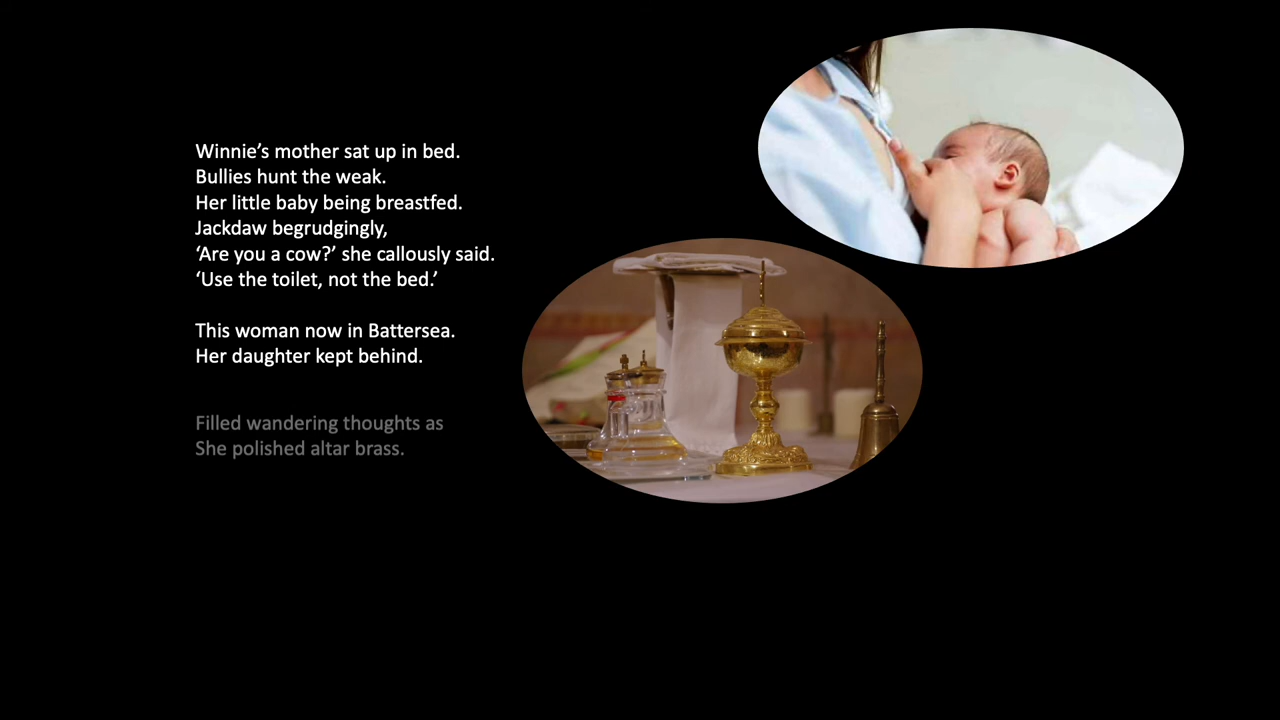 Winnie’s mother sat up in bed.
Bullies hunt the weak.
Her little baby being breastfed.
Jackdaw begrudgingly,
‘Are you a cow?’ she callously said.
‘Use the toilet, not the bed.’
This woman now in Battersea.
Her daughter kept behind.
Filled wandering thoughts as
She polished altar brass.